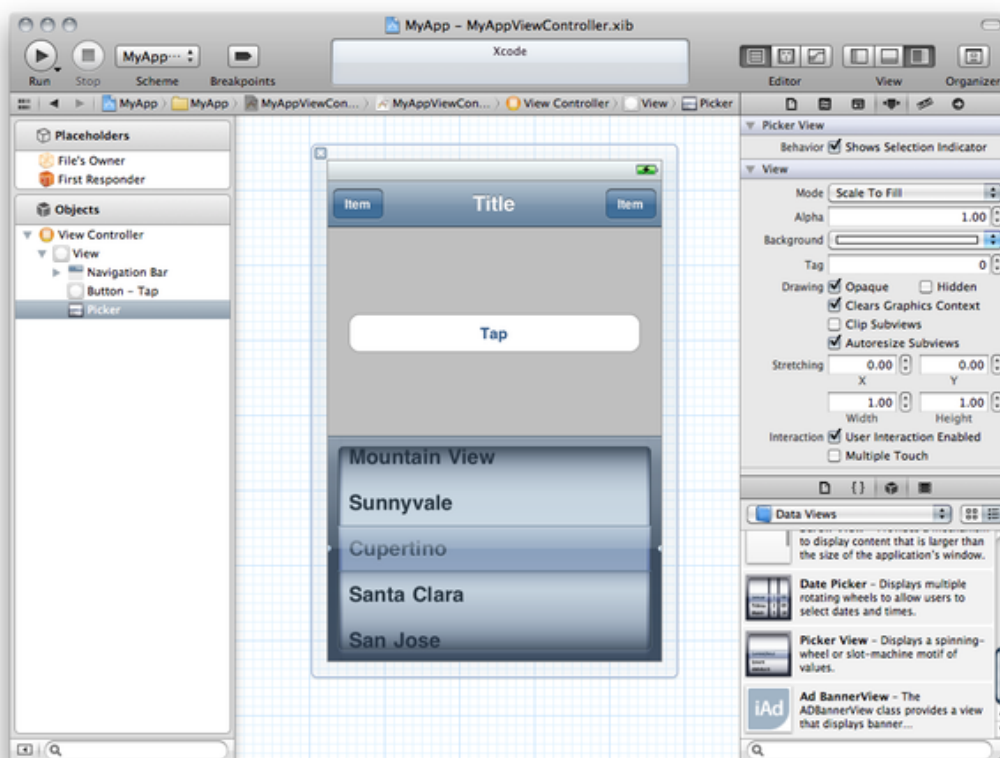 MyApp – MyAppViewController.xib
Xcode
MyApp···
Run Stop Scheme Breakpoints
Editor View Organizer
MyApp MyApp MyAppViewCon... MyAppViewCon... View Controller View Picker
Placeholders
File's Owner
First Responder
Objects
View Controller
View
Navigation Bar
Button – Tap
Picker
Item Title Item
Tap
Mountain View
Sunnyvale
Cupertino
Santa Clara
San Jose
Picker View
Behavior Shows Selection Indicator
View
Mode Scale To Fill
Alpha 1.00
Background
Tag 0
Drawing Opaque Hidden
Clears Graphics Context
Clip Subviews
Autoresize Subviews
Stretching 0.00 0.00
X Y
1.00 1.00
Width Height
Interaction User Interaction Enabled
Multiple Touch
{ }
Data Views
to display content that is larger than
the size of the application's window.
Date Picker – Displays multiple
rotating wheels to allow users to
select dates and times.
Picker View – Displays a spinning-
wheel or slot-machine motif of
values.
iAd
Ad BannerView – The
ADBannerView class provides a view
that displays banner...